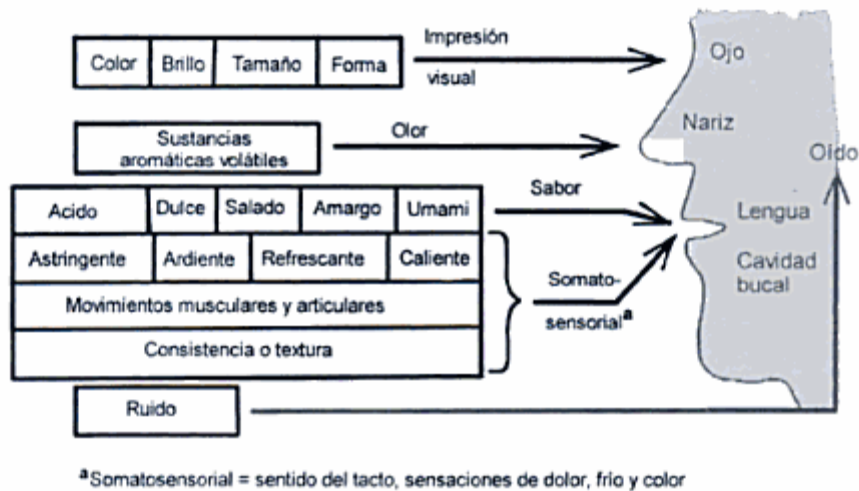 Color Brillo Tamaño Forma
Impresión
visual
Ojo
Sustancias
aromáticas volátiles
Olor
Nariz
Oído
Acido Dulce Salado Amargo Umami
Sabor
Lengua
Astringente Ardiente Refrescante Caliente
Cavidad
bucal
Movimientos musculares y articulares
Somato-
sensorialª
Consistencia o textura
Ruido
ªSomatosensorial = sentido del tacto, sensaciones de dolor, frío y color